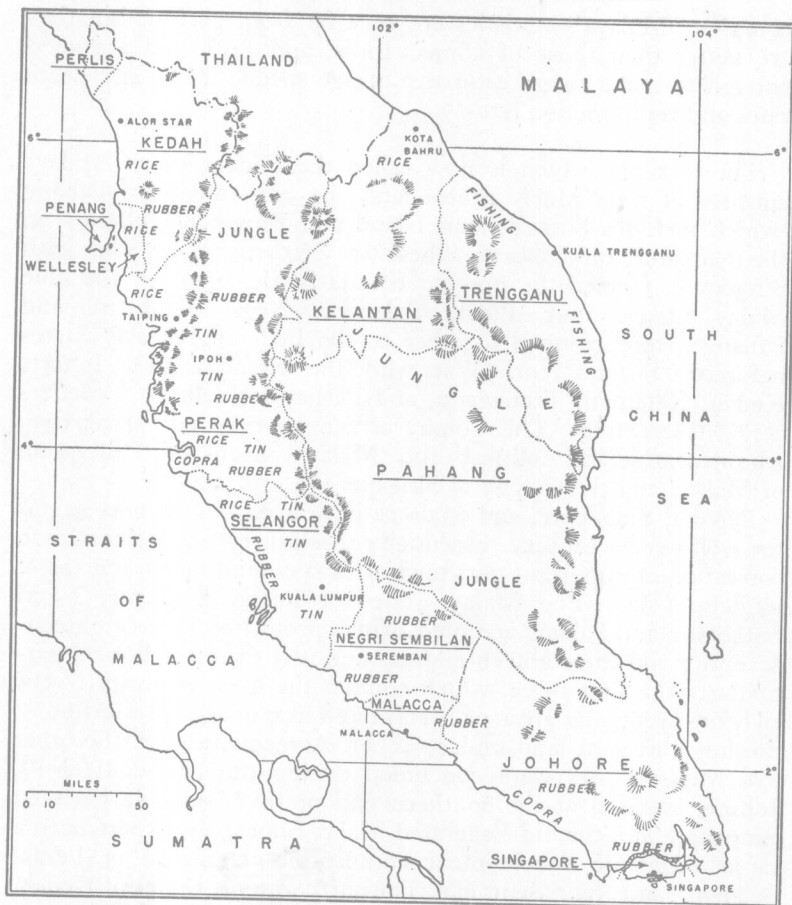 102°
104°
PERLIS
THAILAND
MALAYA
ALOR STAR
6°
KEDAH
KOTA
BAHRU
6°
RICE
RICE
FISHING
PENANG
RICE
RUBBER
JUNGLE
KUALA TRENGGANU
WELLESLEY
RICE
RUBBER
KELANTAN
TRENGGANU
TAIPING
TIN
FISHING
SOUTH
IPOH
TIN
JUNG
RUBBER
CHINA
PERAK
RICE
TIN
4°
COPRA
RUBBER
PAHANG
4°
RICE
TIN
SEA
SELANGOR
TIN
STRAITS
RUBBER
JUNGLE
OF
KUALA LUMPUR
TIN
RUBBER
NEGRI SEMBILAN
MALACCA
SEREMBAN
RUBBER
MALACCA
RUBBER
MALACCA
JOHORE
2°
MILES
RUBBER
0 10 50
COPRA
SUMATRA
RUBBER
SINGAPORE
SINGAPORE